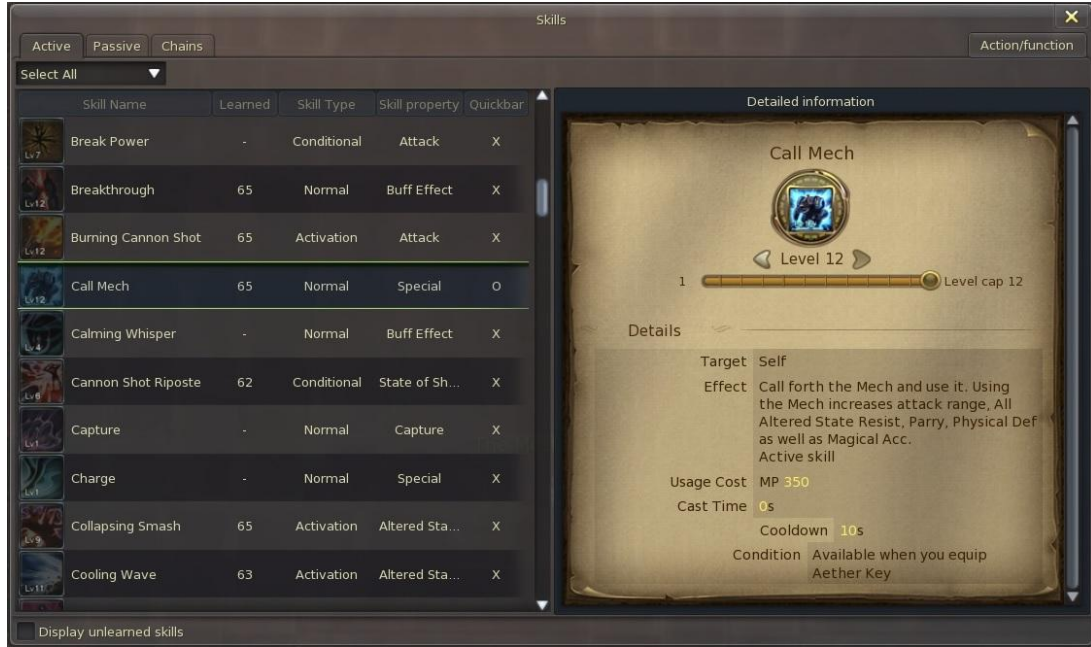 Skills
Active Passive Chains Action/function
Select All
Skill Name Learned Skill Type Skill property Quickbar
Lv7 Break Power - Conditional Attack X
Lv12 Breakthrough 65 Normal Buff Effect X
Lv12 Burning Cannon Shot 65 Activation Attack X
Lv12 Call Mech 65 Normal Special O
Lv4 Calming Whisper - Normal Buff Effect X
Lv6 Cannon Shot Riposte 62 Conditional State of Sh... X
Lv1 Capture - Normal Capture X
Lv1 Charge - Normal Special X
Lv9 Collapsing Smash 65 Activation Altered Sta... X
Lv11 Cooling Wave 63 Activation Altered Sta... X
Display unlearned skills
Detailed information
Call Mech
Level 12
1 Level cap 12
Details
Target Self
Effect Call forth the Mech and use it. Using
the Mech increases attack range, All
Altered State Resist, Parry, Physical Def
as well as Magical Acc.
Active skill
Usage Cost MP 350
Cast Time 0s
Cooldown 10s
Condition Available when you equip
Aether Key